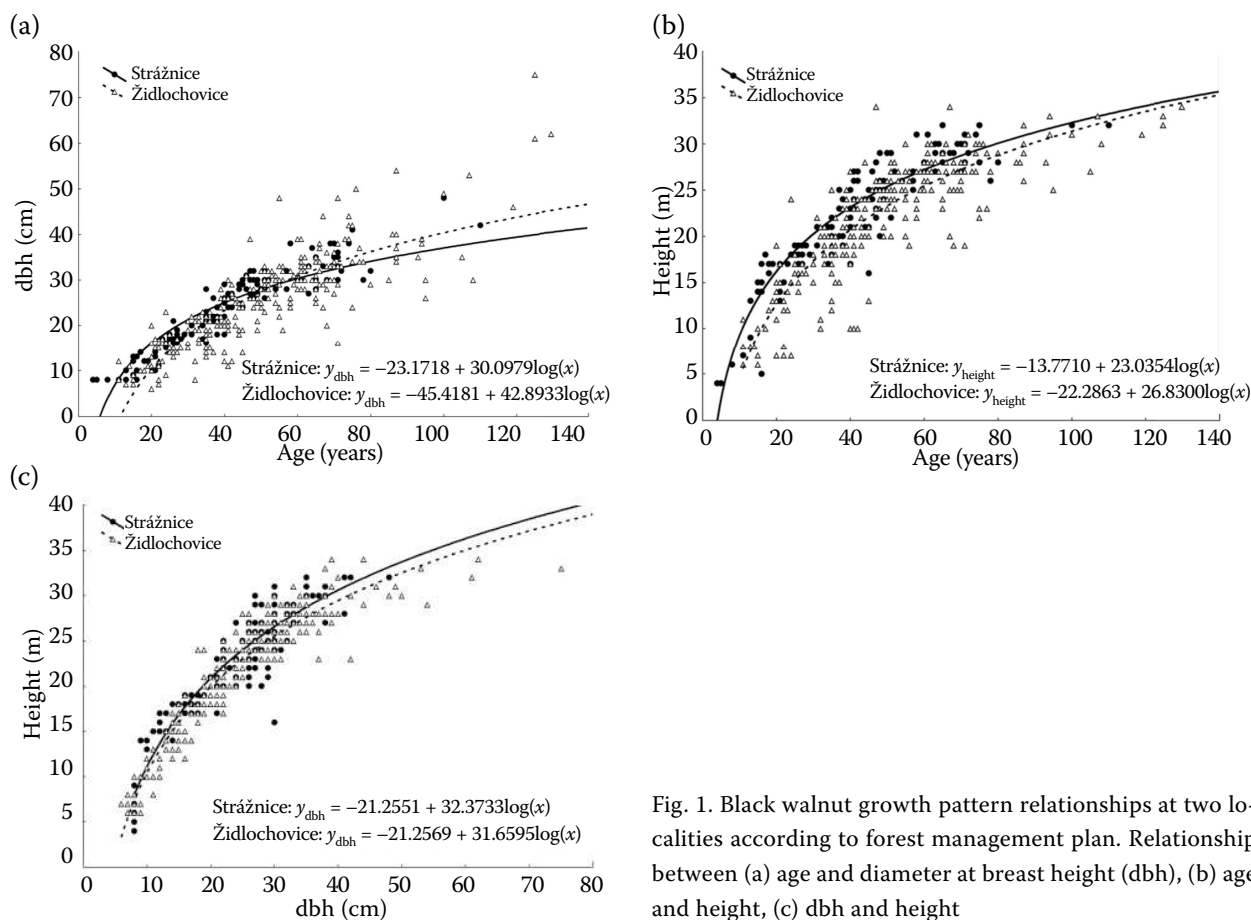 (a)
80
70
60
50
40
30
20
10
0
dbh (cm)
Strážnice
Židlochovice
Strážnice: y_dbh = −23.1718 + 30.0979log(x)
Židlochovice: y_dbh = −45.4181 + 42.8933log(x)
0 20 40 60 80 100 120 140
Age (years)
(b)
40
35
30
25
20
15
10
5
0
Height (m)
Strážnice
Židlochovice
Strážnice: y_height = −13.7710 + 23.0354log(x)
Židlochovice: y_height = −22.2863 + 26.8300log(x)
0 20 40 60 80 100 120 140
Age (years)
(c)
40
35
30
25
20
15
10
5
0
Height (m)
Strážnice
Židlochovice
Strážnice: y_dbh = −21.2551 + 32.3733log(x)
Židlochovice: y_dbh = −21.2569 + 31.6595log(x)
0 10 20 30 40 50 60 70 80
dbh (cm)
Fig. 1. Black walnut growth pattern relationships at two lo-
calities according to forest management plan. Relationship
between (a) age and diameter at breast height (dbh), (b) age
and height, (c) dbh and height